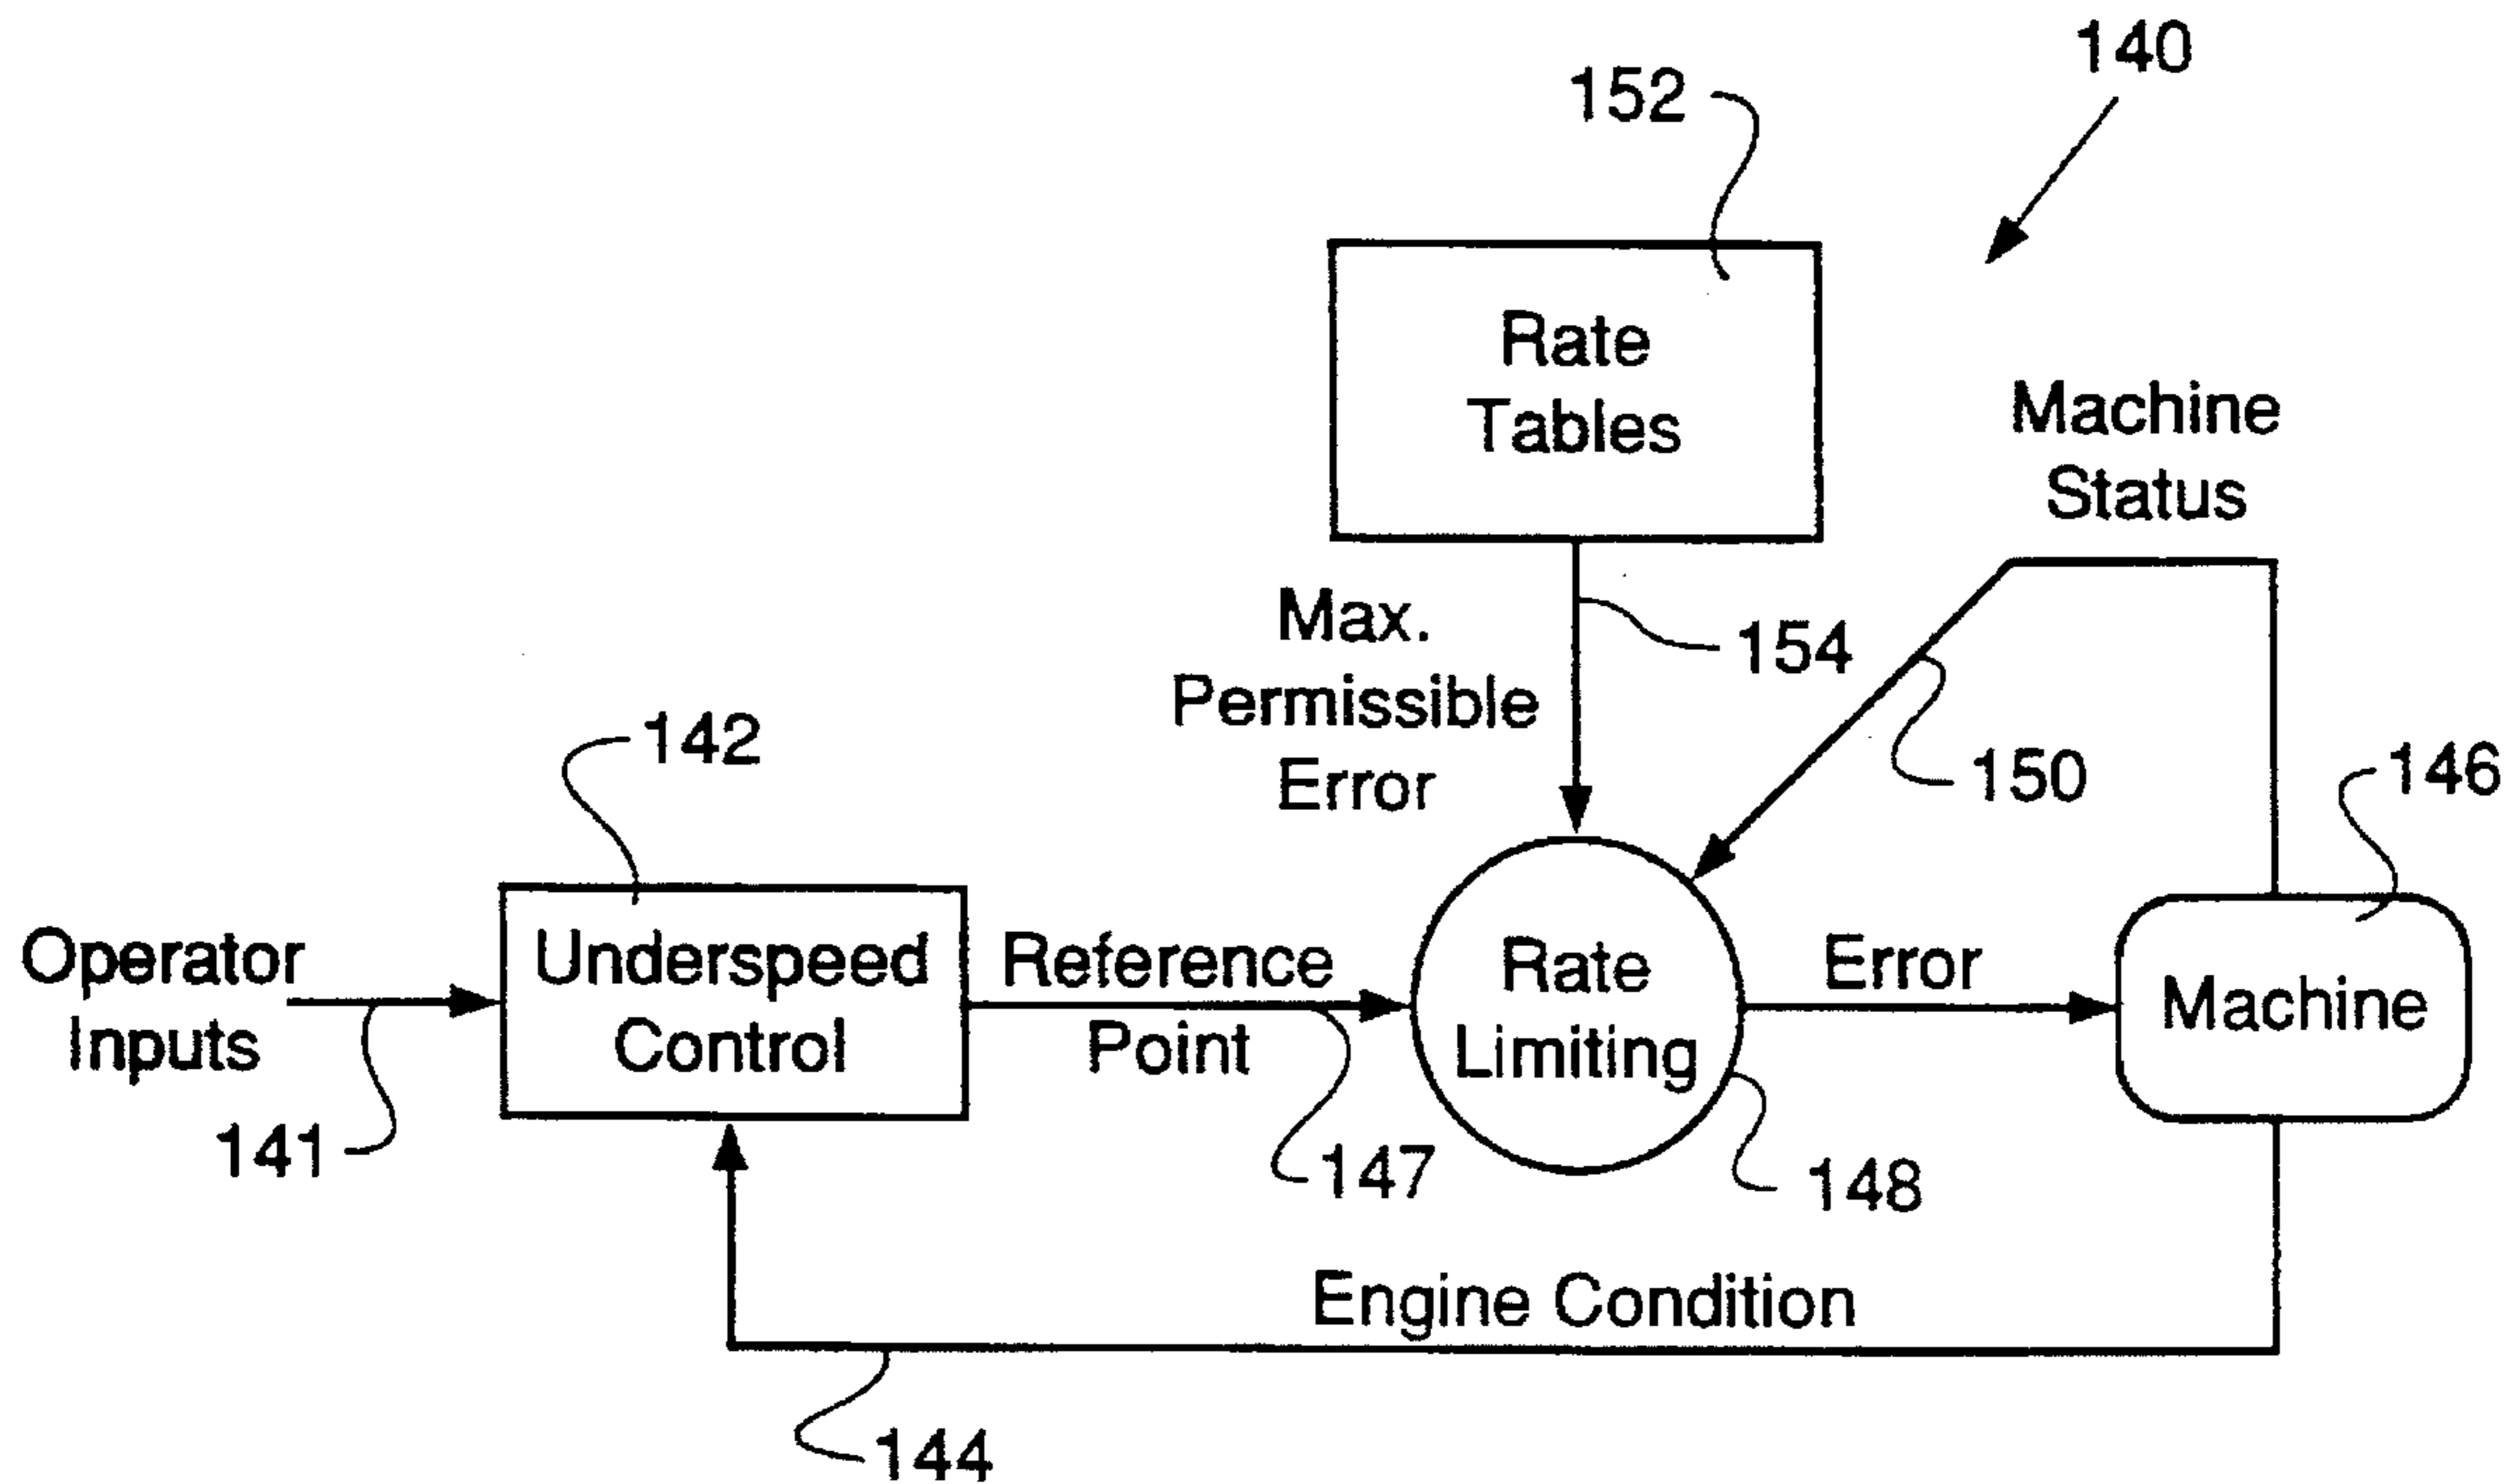 140
152
Rate
Tables
Machine
Status
Max.
Permissible
Error
154
150
146
142
Operator
Inputs
141
Underspeed
Control
Reference
Point
147
Rate
Limiting
148
Error
Machine
Engine Condition
144